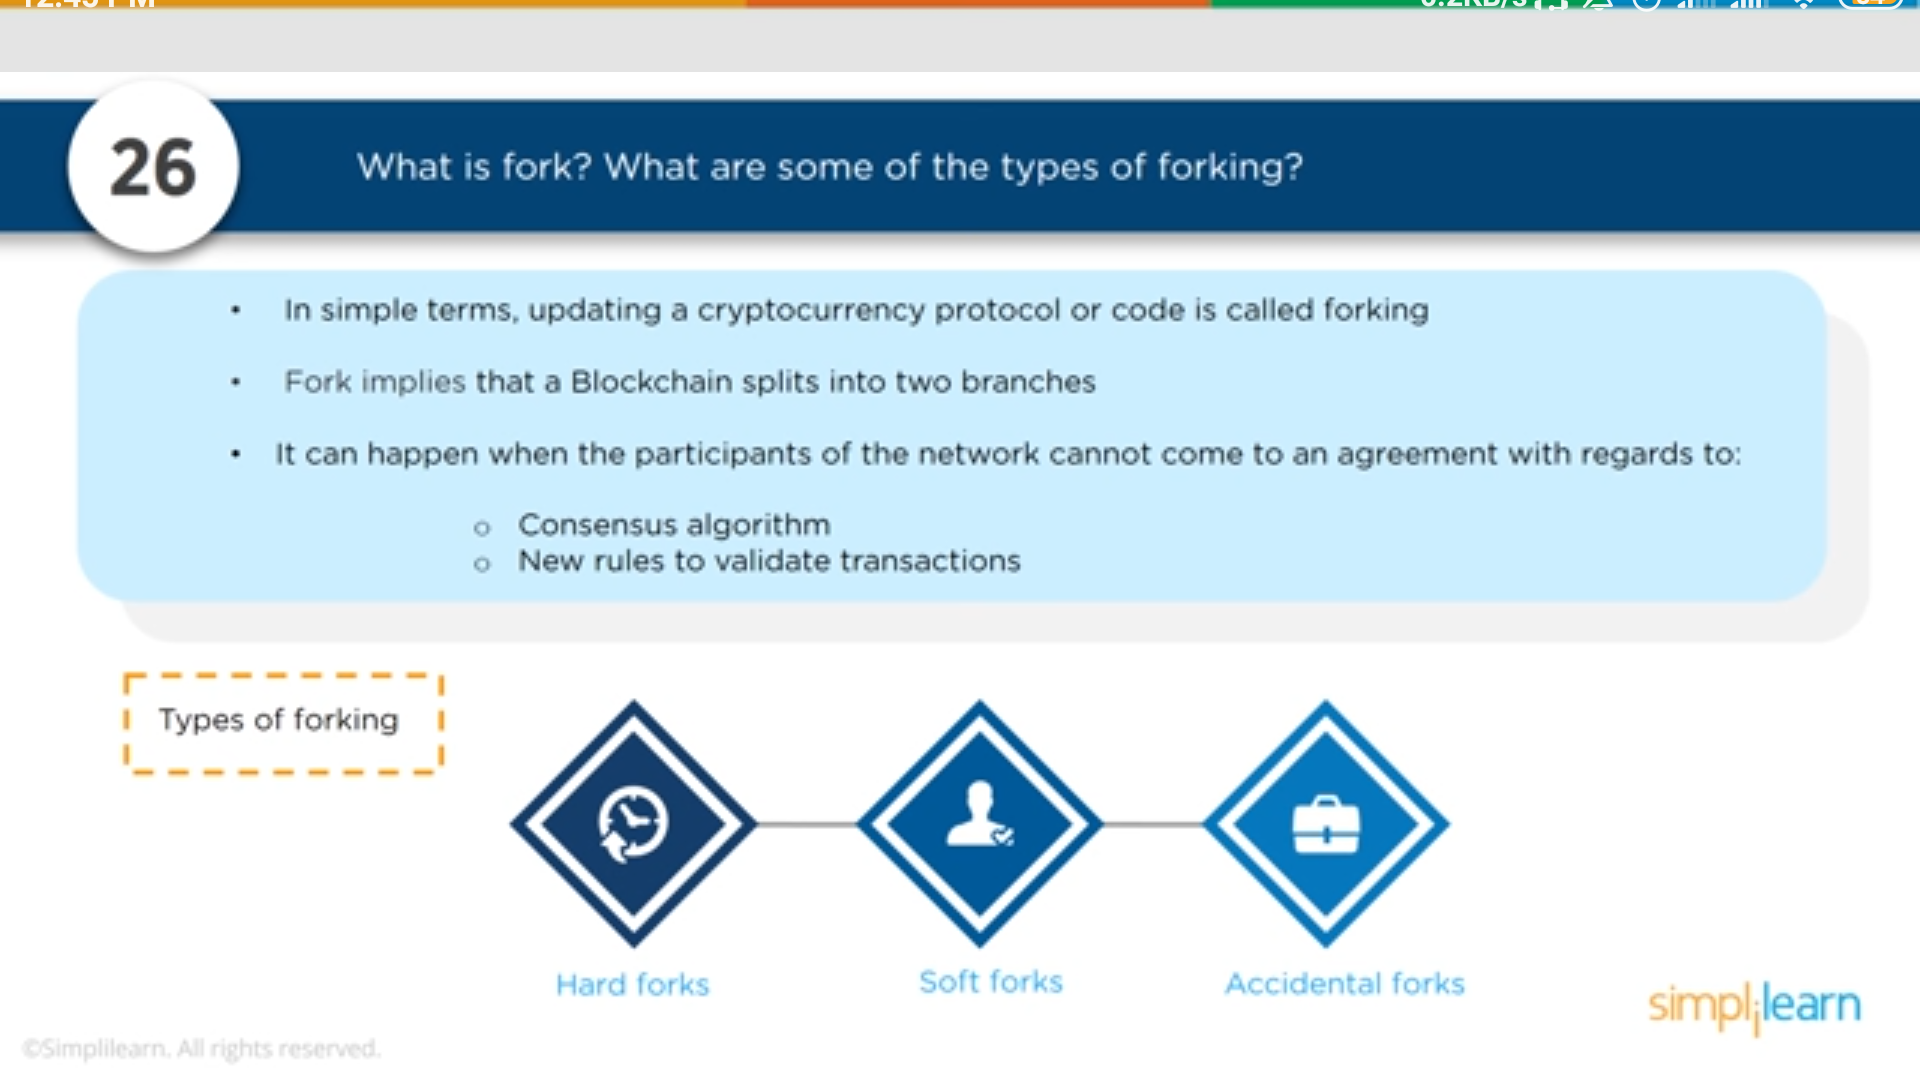 26
What is fork? What are some of the types of forking?
• In simple terms, updating a cryptocurrency protocol or code is called forking
• Fork implies that a Blockchain splits into two branches
• It can happen when the participants of the network cannot come to an agreement with regards to:
o Consensus algorithm
o New rules to validate transactions
Types of forking
Hard forks
Soft forks
Accidental forks
simplilearn
©Simplilearn. All rights reserved.